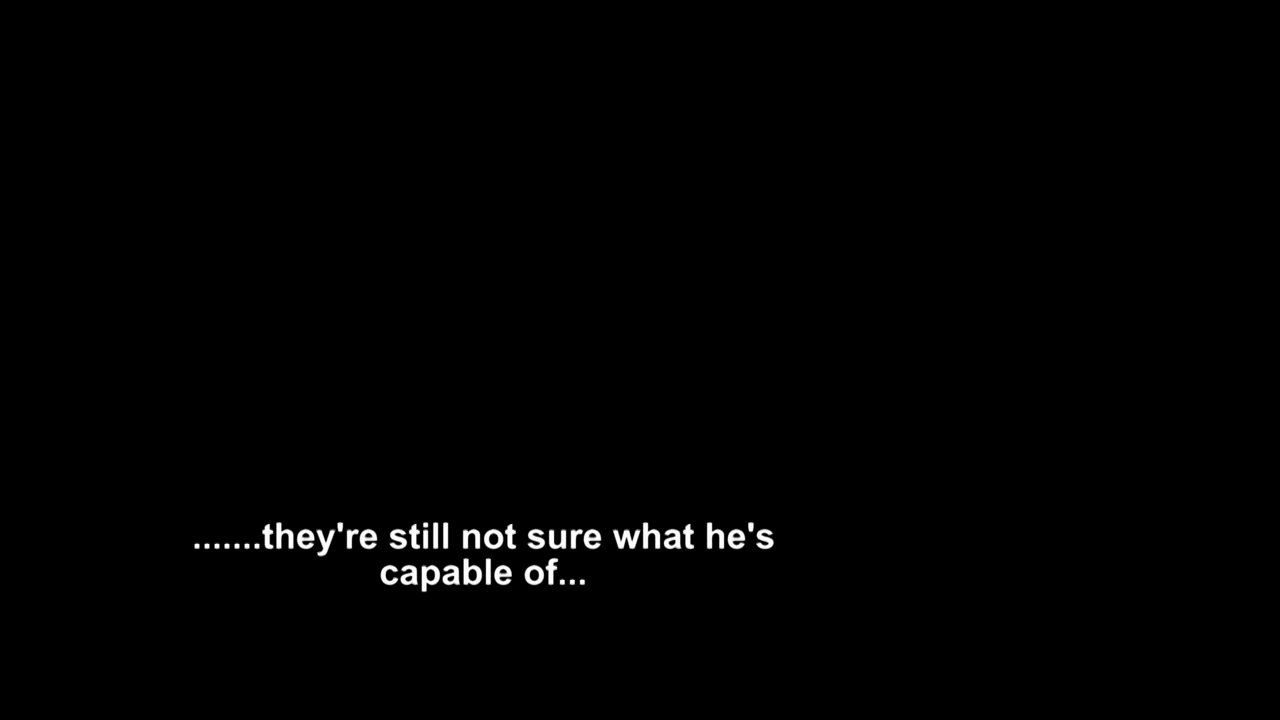 .......they're still not sure what he's
capable of...